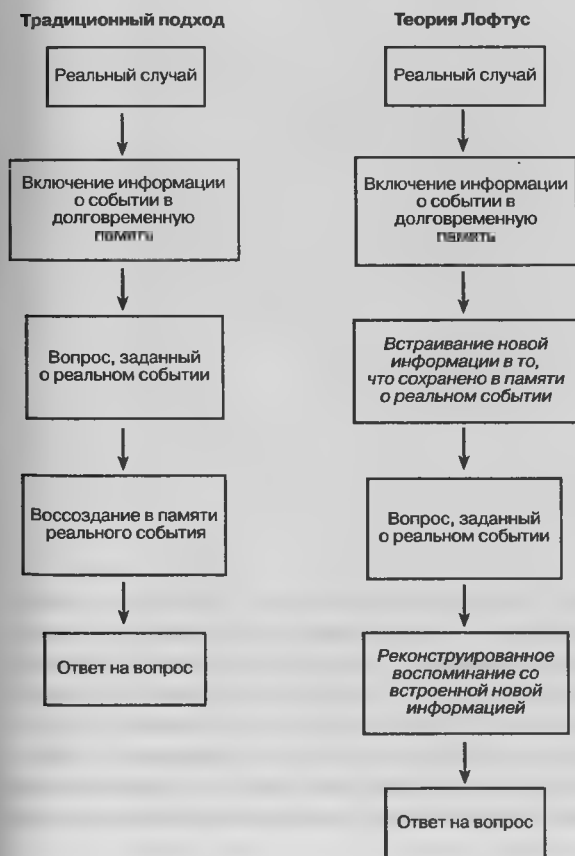 Традиционный подход
Реальный случай
Включение информации
о событии в
долговременную
память
Вопрос, заданный
о реальном событии
Воссоздание в памяти
реального события
Ответ на вопрос
Теория Лофтус
Реальный случай
Включение информации
о событии в
долговременную
память
Встраивание новой
информации в то,
что сохранено в памяти
о реальном событии
Вопрос, заданный
о реальном событии
Реконструированное
воспоминание со
встроенной новой
информацией
Ответ на вопрос